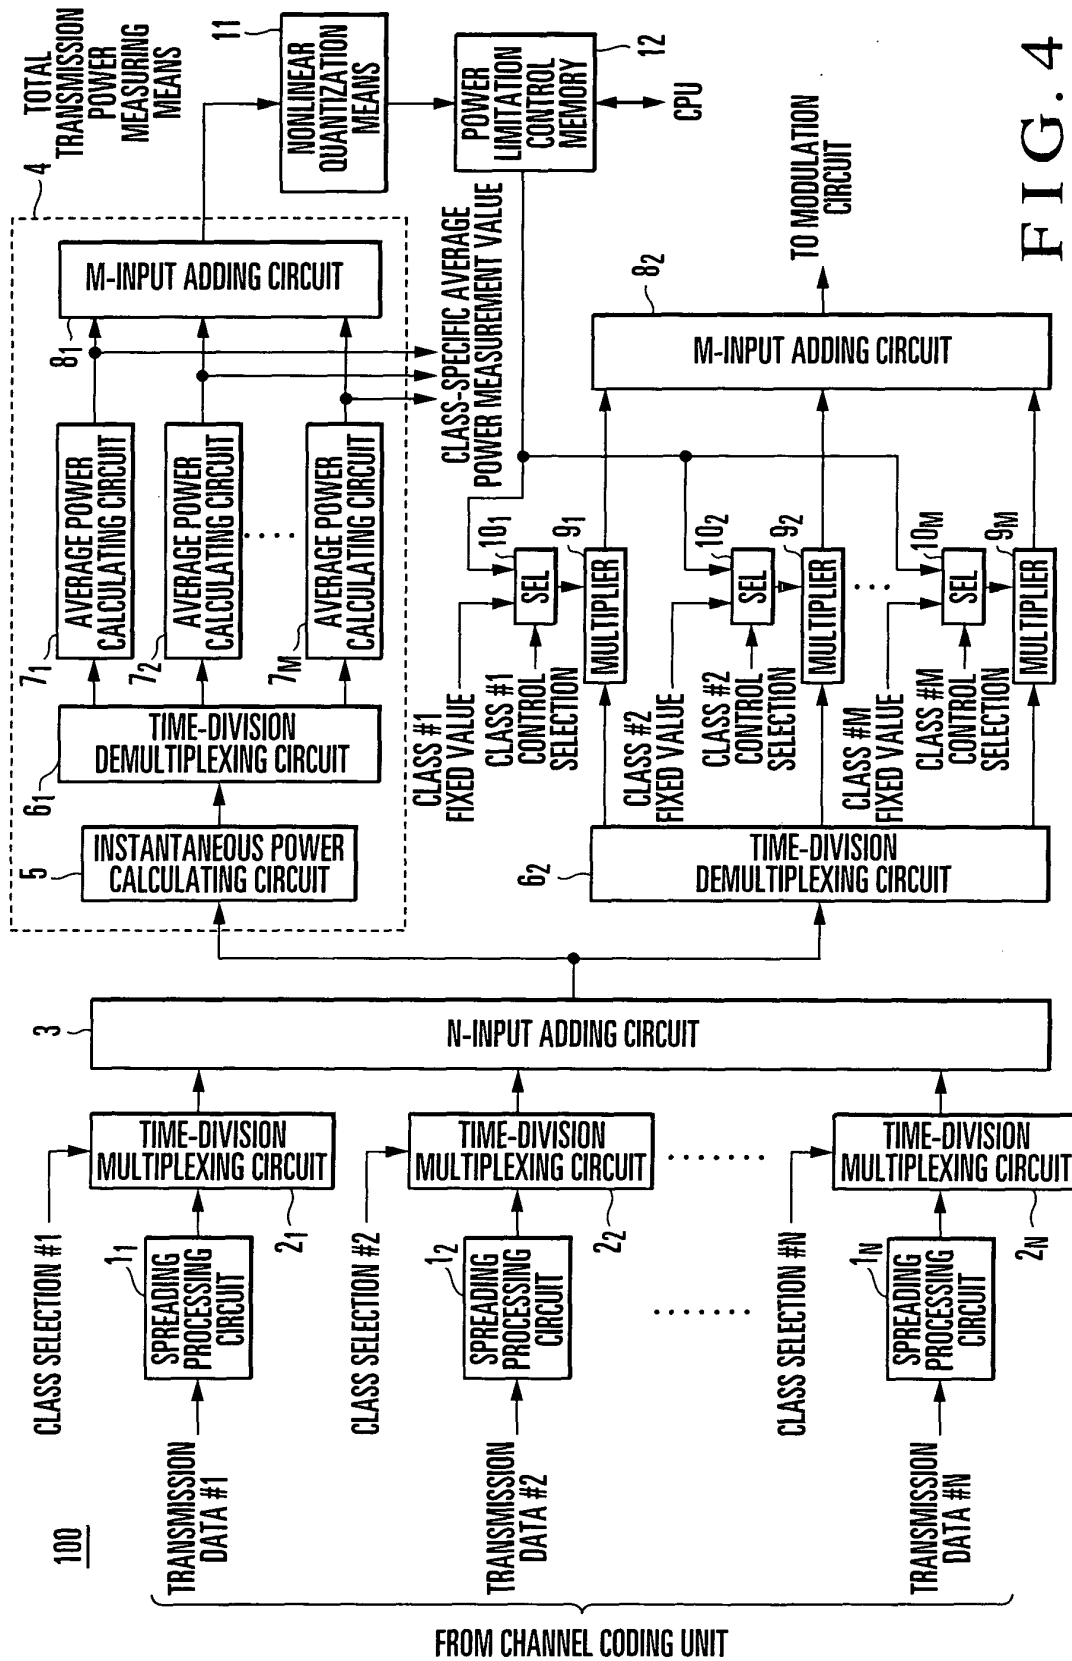 100
FROM CHANNEL CODING UNIT
TRANSMISSION
DATA #1
CLASS SELECTION #1
11
SPREADING
PROCESSING
CIRCUIT
TIME-DIVISION
MULTIPLEXING CIRCUIT
21
TRANSMISSION
DATA #2
CLASS SELECTION #2
12
SPREADING
PROCESSING
CIRCUIT
TIME-DIVISION
MULTIPLEXING CIRCUIT
22
TRANSMISSION
DATA #N
CLASS SELECTION #N
1N
SPREADING
PROCESSING
CIRCUIT
TIME-DIVISION
MULTIPLEXING CIRCUIT
2N
3
N-INPUT ADDING CIRCUIT
4
TOTAL
TRANSMISSION
POWER
MEASURING
MEANS
5
INSTANTANEOUS POWER
CALCULATING CIRCUIT
61
TIME-DIVISION
DEMULTIPLEXING CIRCUIT
71
AVERAGE POWER
CALCULATING CIRCUIT
72
AVERAGE POWER
CALCULATING CIRCUIT
7M
AVERAGE POWER
CALCULATING CIRCUIT
81
M-INPUT ADDING CIRCUIT
CLASS-SPECIFIC AVERAGE
POWER MEASUREMENT VALUE
11
NONLINEAR
QUANTIZATION
MEANS
12
POWER
LIMITATION
CONTROL
MEMORY
CPU
62
TIME-DIVISION
DEMULTIPLEXING CIRCUIT
CLASS #1
FIXED VALUE
CLASS #1
CONTROL
SELECTION
101
SEL
91
MULTIPLIER
CLASS #2
FIXED VALUE
CLASS #2
CONTROL
SELECTION
102
SEL
92
MULTIPLIER
CLASS #M
FIXED VALUE
CLASS #M
CONTROL
SELECTION
10M
SEL
9M
MULTIPLIER
82
M-INPUT ADDING CIRCUIT
TO MODULATION
CIRCUIT
FIG. 4